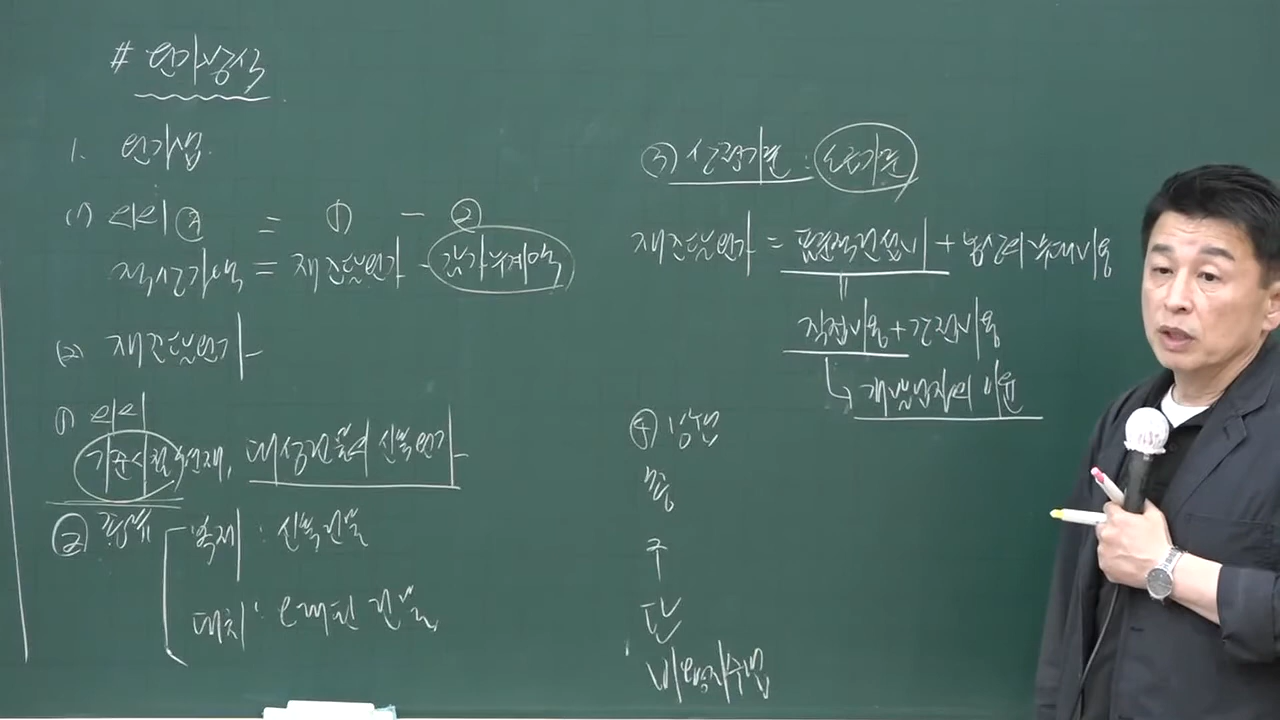 # 원가방식
1. 원가법
(1) 의의 ③ = ① - ②
적산가액 = 재조달원가 - 감가누계액
(2) 재조달원가
① 의의
기준시점 현재, 대상건물의 신축원가
② 종류 복제 : 신축건물
대치 : 오래된 건물
③ 산정기준 : 도급기준
재조달원가 = 표준적건설비 + 통상의 부대비용
직접비용 + 간접비용
개발업자의 이윤
④ 방법
총
구
단
비용지수법